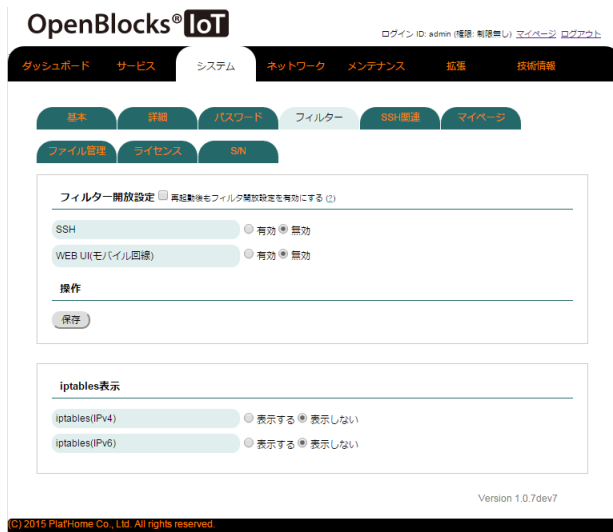 OpenBlocks® IoT
ログイン ID: admin (権限: 制限無し) マイページ ログアウト
ダッシュボード サービス システム ネットワーク メンテナンス 拡張 技術情報
基本 詳細 パスワード フィルター SSH関連 マイページ
ファイル管理 ライセンス S/N
フィルター開放設定 再起動後もフィルタ開放設定を有効にする (?)
SSH 有効 無効
WEB UI(モバイル回線) 有効 無効
操作
保存
iptables表示
iptables(IPv4) 表示する 表示しない
iptables(IPv6) 表示する 表示しない
Version 1.0.7dev7
(C) 2015 Plat'Home Co., Ltd. All rights reserved.